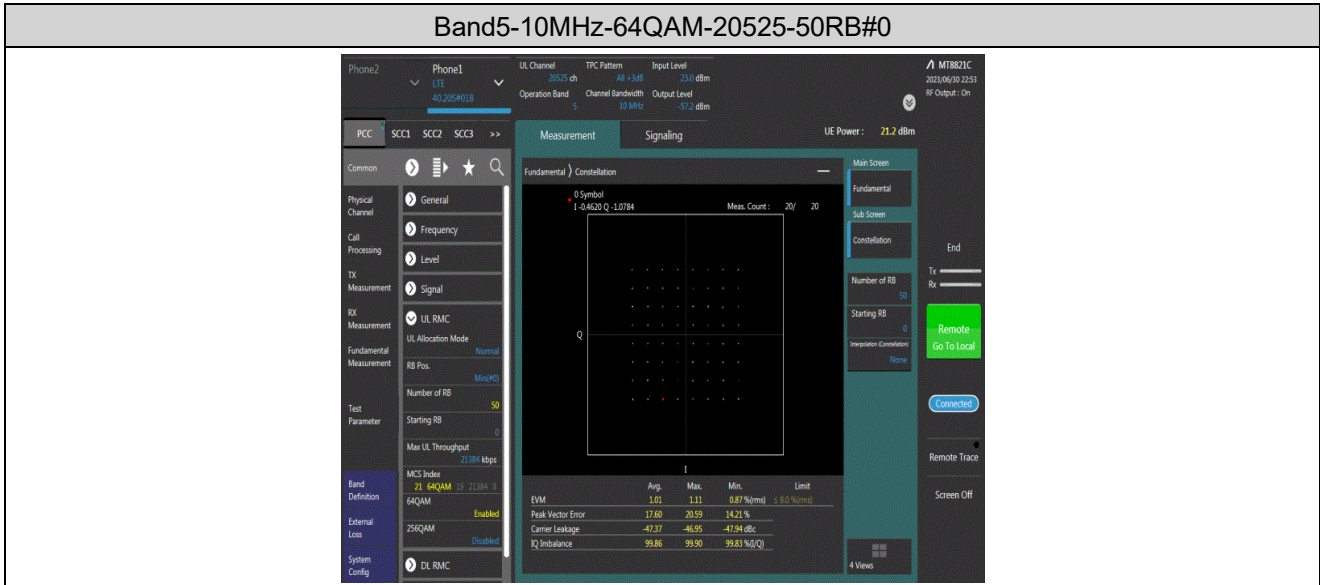 Band5-10MHz-64QAM-20525-50RB#0
Phone2
Phone1
LTE
40.20S#018
UL Channel TPC Pattern Input Level
20525 ch All +3dB 23.0 dBm
Operation Band Channel Bandwidth Output Level
5 10 MHz -57.2 dBm
MT8821C
2023/06/30 22:53
RF Output : On
PCC SCC1 SCC2 SCC3 >>
Measurement Signaling
UE Power : 21.2 dBm
Common
Physical
Channel
Call
Processing
TX
Measurement
RX
Measurement
Fundamental
Measurement
Test
Parameter
Band
Definition
External
Loss
System
Config
General
Frequency
Level
Signal
UL RMC
UL Allocation Mode
Normal
RB Pos.
Min(#0)
Number of RB
50
Starting RB
0
Max UL Throughput
21384 kbps
MCS Index
21 64QAM 19 21384 8
64QAM
Enabled
256QAM
Disabled
DL RMC
Fundamental 〉 Constellation
0 Symbol
I -0.4620 Q -1.0784
Meas. Count : 20/ 20
Q
I
Avg. Max. Min. Limit
EVM 1.01 1.11 0.87 %(rms) ≤ 8.0 %(rms)
Peak Vector Error 17.60 20.59 14.21 %
Carrier Leakage -47.37 -46.95 -47.94 dBc
IQ Imbalance 99.86 99.90 99.83 %(I/Q)
Main Screen
Fundamental
Sub Screen
Constellation
Number of RB
50
Starting RB
0
Interpolation (Constellation)
None
4 Views
End
Tx
Rx
Remote
Go To Local
Connected
Remote Trace
Screen Off